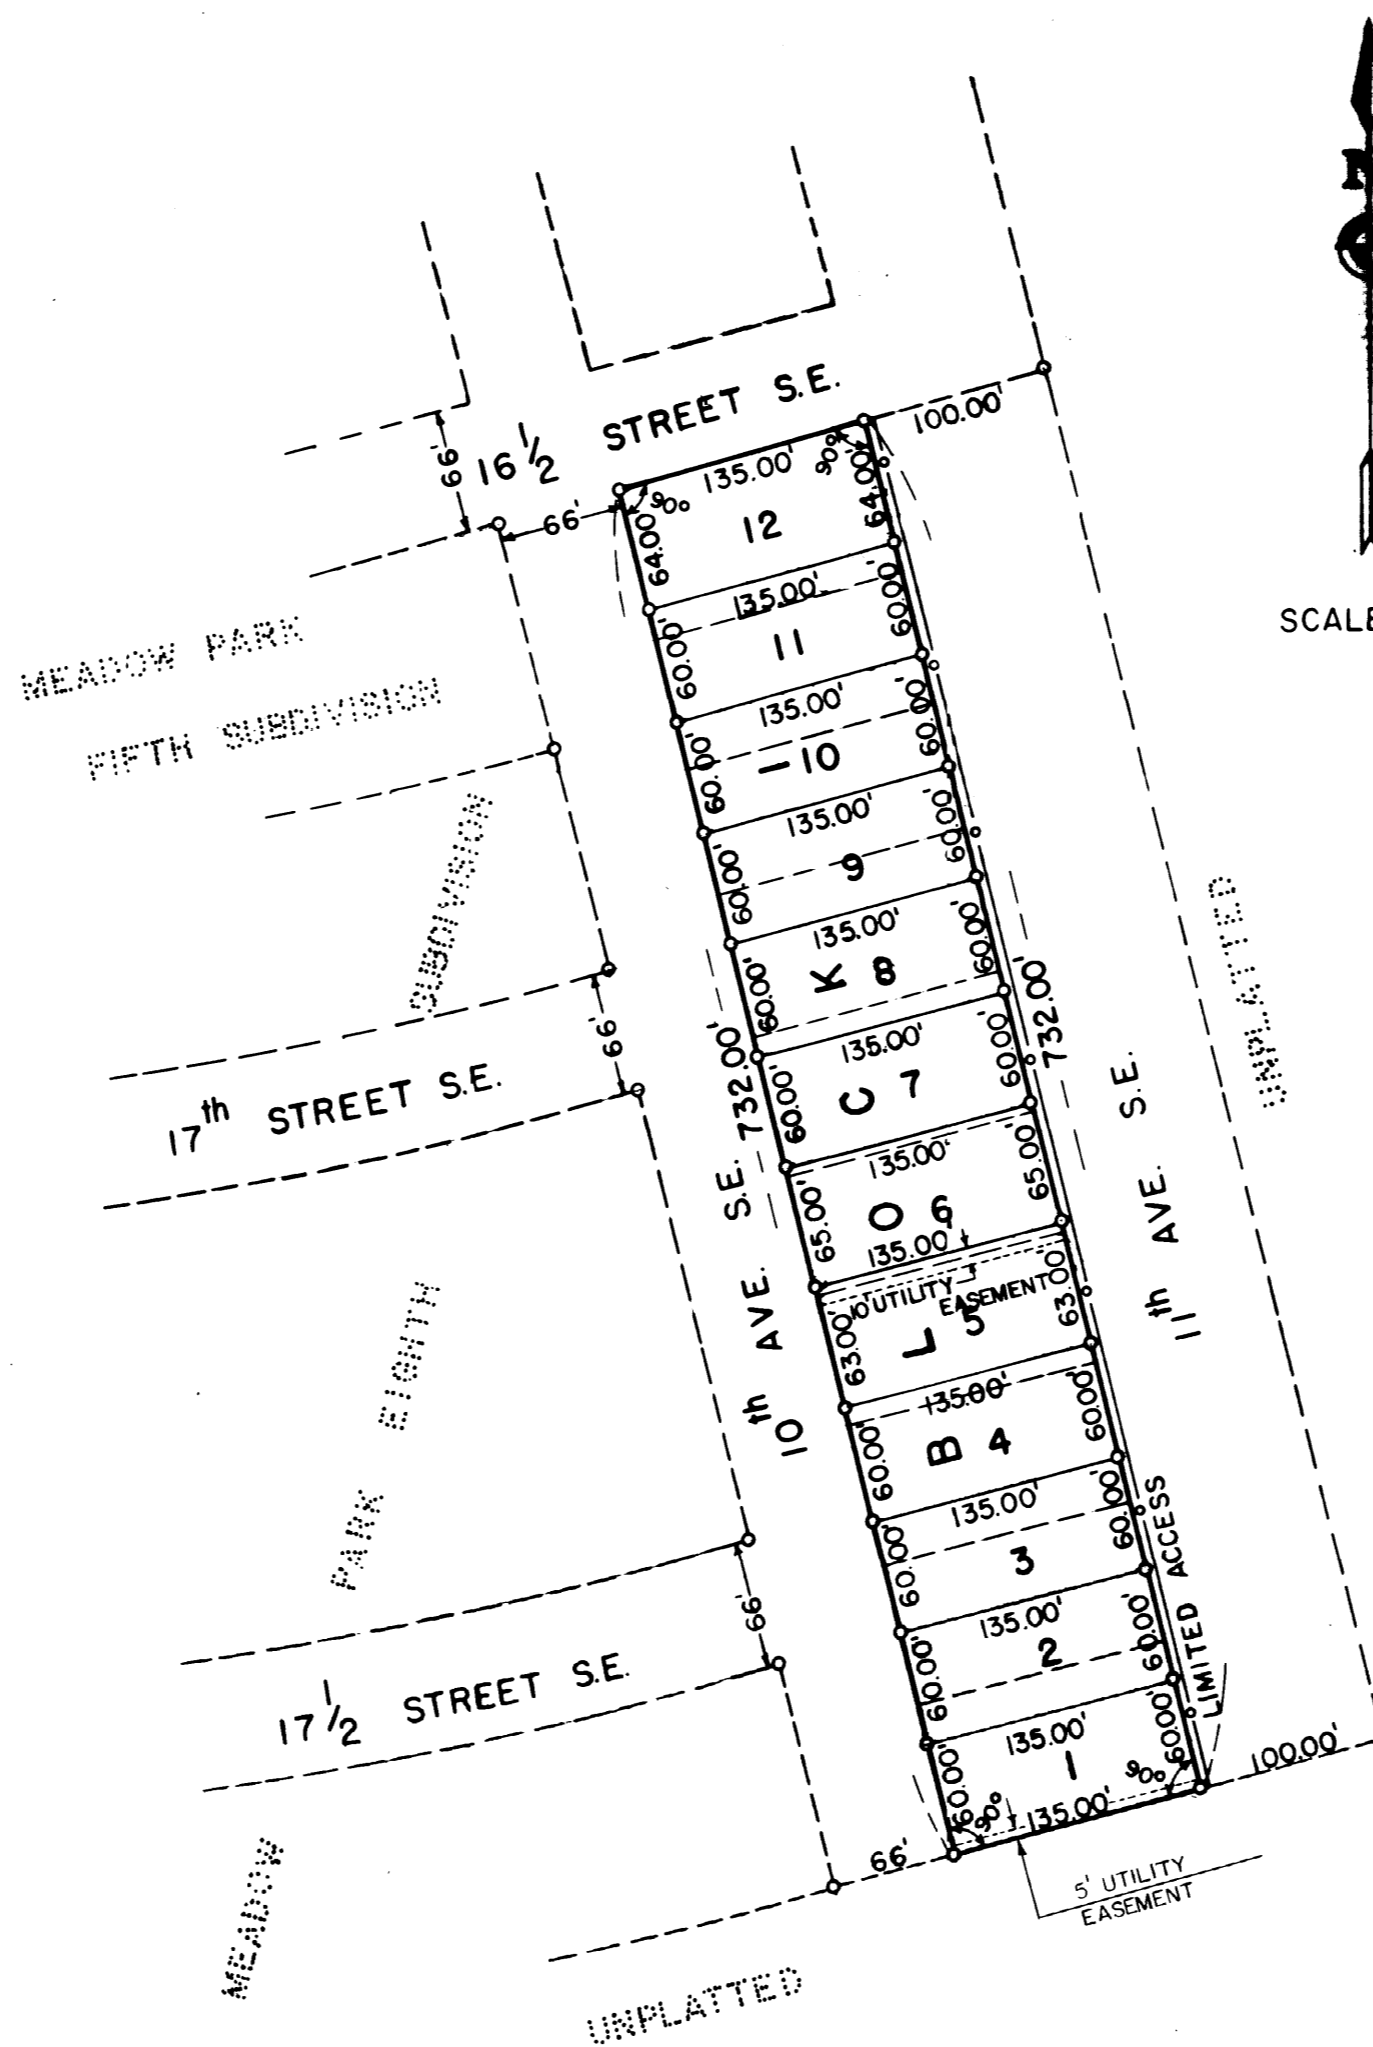 N
SCALE
16 1/2 STREET S.E.
100.00'
66'
66'
135.00'
90°
90°
64.00'
64.00'
12
135.00'
60.00'
60.00'
11
135.00'
60.00'
60.00'
-10
135.00'
60.00'
60.00'
9
135.00'
60.00'
60.00'
K 8
135.00'
60.00'
60.00'
C 7
135.00'
65.00'
65.00'
O 6
135.00'
10' UTILITY
EASEMENT
63.00'
63.00'
L 5
135.00'
60.00'
60.00'
B 4
135.00'
60.00'
60.00'
3
135.00'
60.00'
60.00'
2
135.00'
60.00'
60.00'
1
90°
90°
135.00'
5' UTILITY
EASEMENT
66'
100.00'
MEADOW PARK
FIFTH SUBDIVISION
MEADOW PARK EIGHTH SUBDIVISION
66'
17th STREET S.E.
66'
17 1/2 STREET S.E.
10th AVE. S.E.
732.00'
732.00'
11th AVE. S.E.
LIMITED ACCESS
UNPLATTED
UNPLATTED